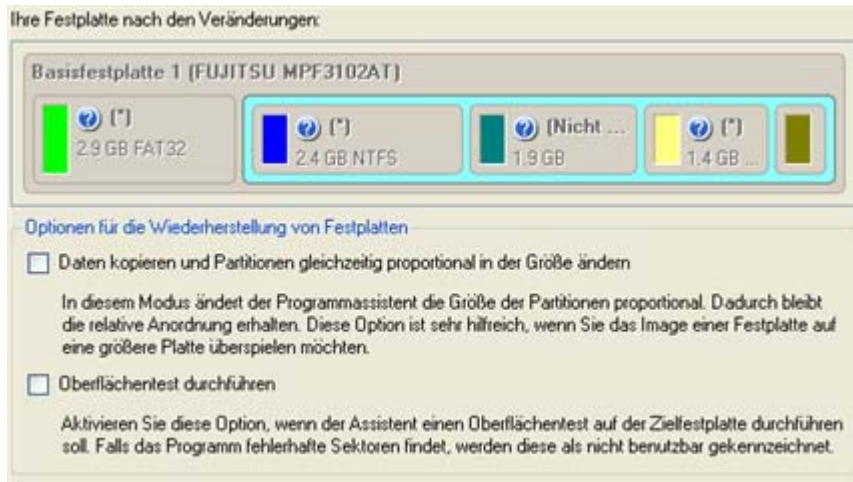 Ihre Festplatte nach den Veränderungen:
Basisfestplatte 1 (FUJITSU MPF3102AT)
(*)
2.9 GB FAT32
(*)
2.4 GB NTFS
(Nicht ...
1.9 GB
(*)
1.4 GB ...
Optionen für die Wiederherstellung von Festplatten
Daten kopieren und Partitionen gleichzeitig proportional in der Größe ändern
In diesem Modus ändert der Programmassistent die Größe der Partitionen proportional. Dadurch bleibt
die relative Anordnung erhalten. Diese Option ist sehr hilfreich, wenn Sie das Image einer Festplatte auf
eine größere Platte überspielen möchten.
Oberflächentest durchführen
Aktivieren Sie diese Option, wenn der Assistent einen Oberflächentest auf der Zielfestplatte durchführen
soll. Falls das Programm fehlerhafte Sektoren findet, werden diese als nicht benutzbar gekennzeichnet.